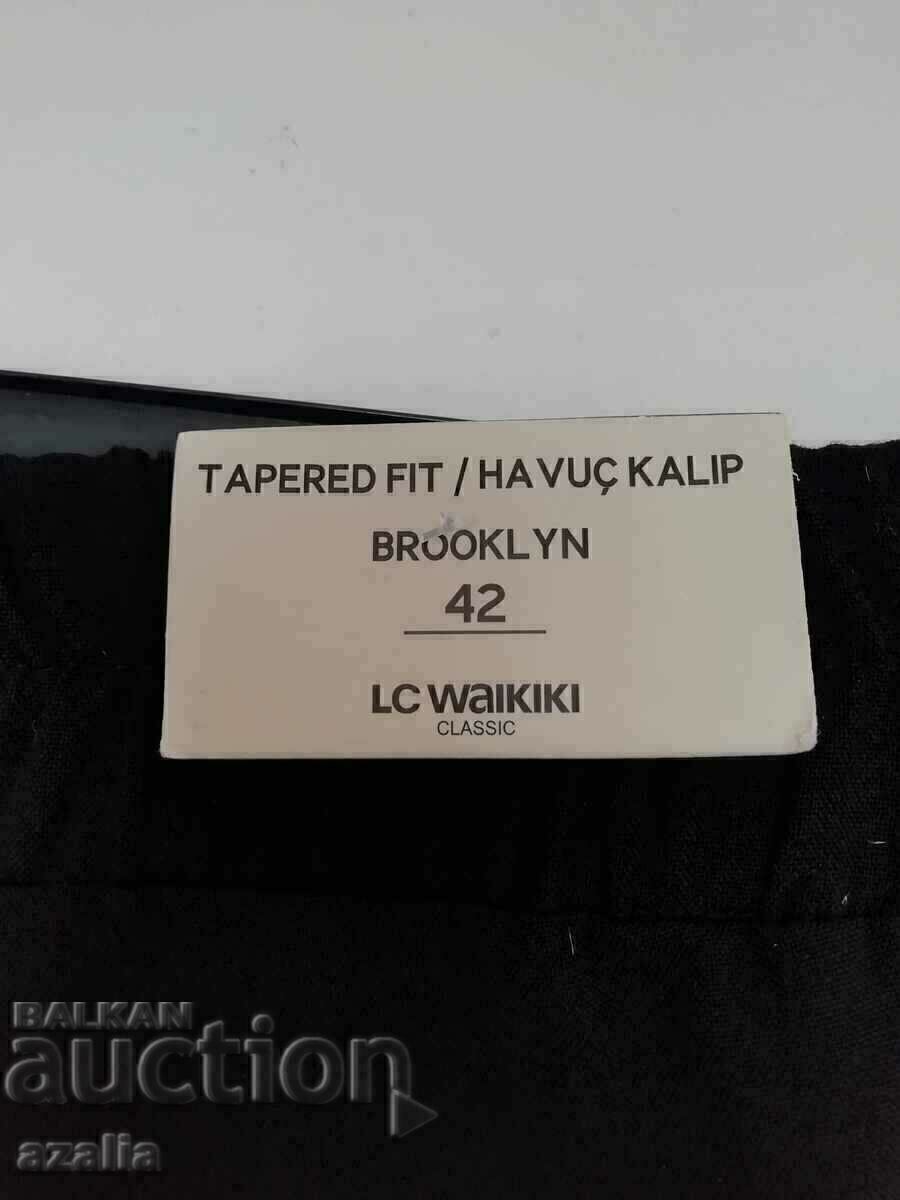 TAPERED FIT / HAVUÇ KALIP
BROOKLYN
42
LC WAIKIKI
CLASSIC
BALKAN
auction
azalia